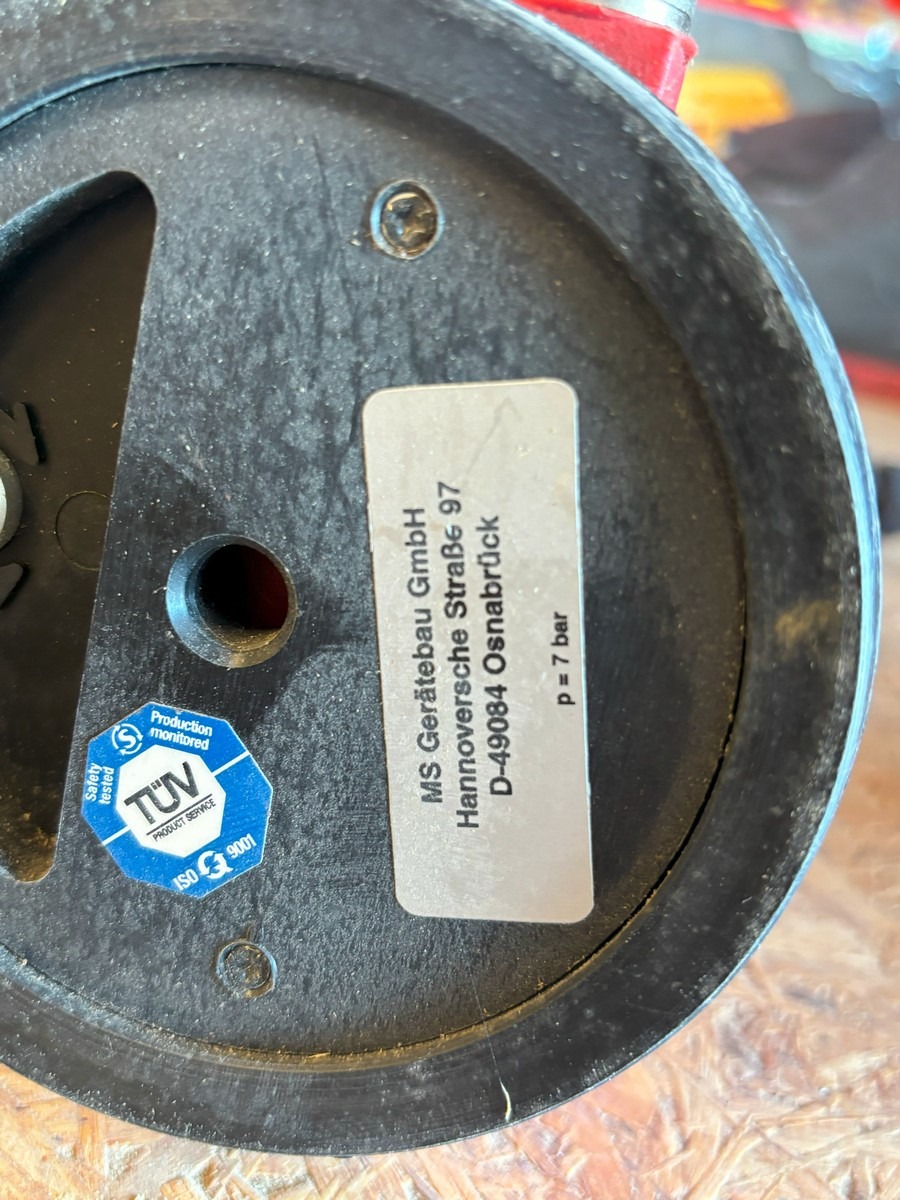 MS Gerätebau GmbH
Hannoversche Straße 97
D-49084 Osnabrück
p = 7 bar
Production
monitored
Safety
tested
TÜV
PRODUCT SERVICE
ISO 9001